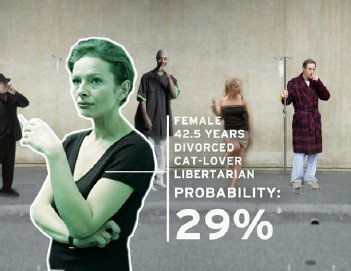 FEMALE
42.5 YEARS
DIVORCED
CAT-LOVER
LIBERTARIAN
PROBABILITY:
29%